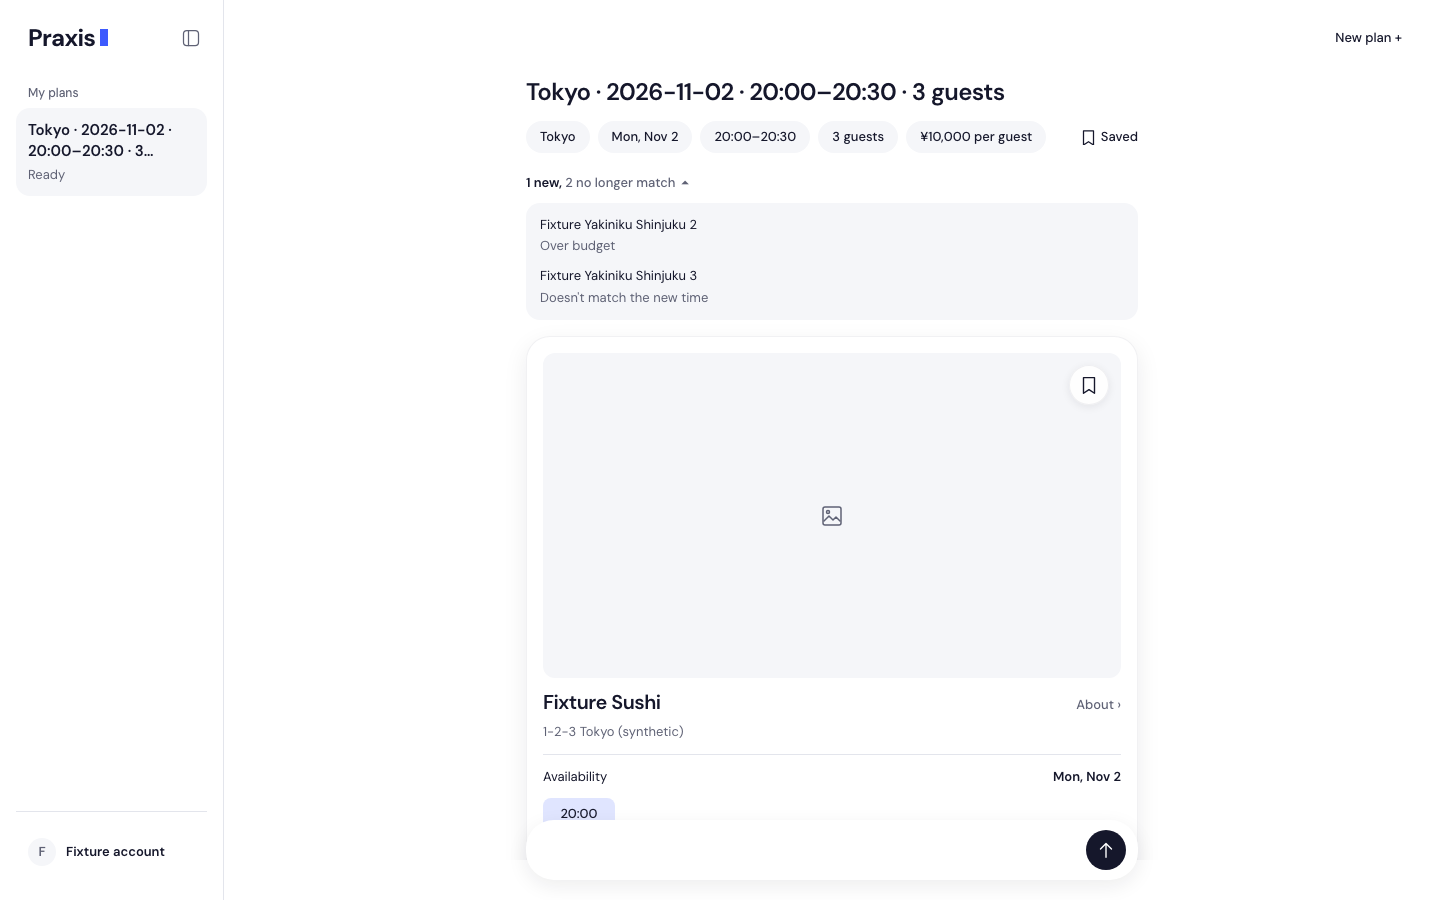 Praxis
New plan +
My plans
Tokyo · 2026-11-02 ·
20:00–20:30 · 3...
Ready
Tokyo · 2026-11-02 · 20:00–20:30 · 3 guests
Tokyo
Mon, Nov 2
20:00–20:30
3 guests
¥10,000 per guest
Saved
1 new, 2 no longer match
Fixture Yakiniku Shinjuku 2
Over budget
Fixture Yakiniku Shinjuku 3
Doesn't match the new time
Fixture Sushi
About ›
1-2-3 Tokyo (synthetic)
Availability
Mon, Nov 2
20:00
F
Fixture account